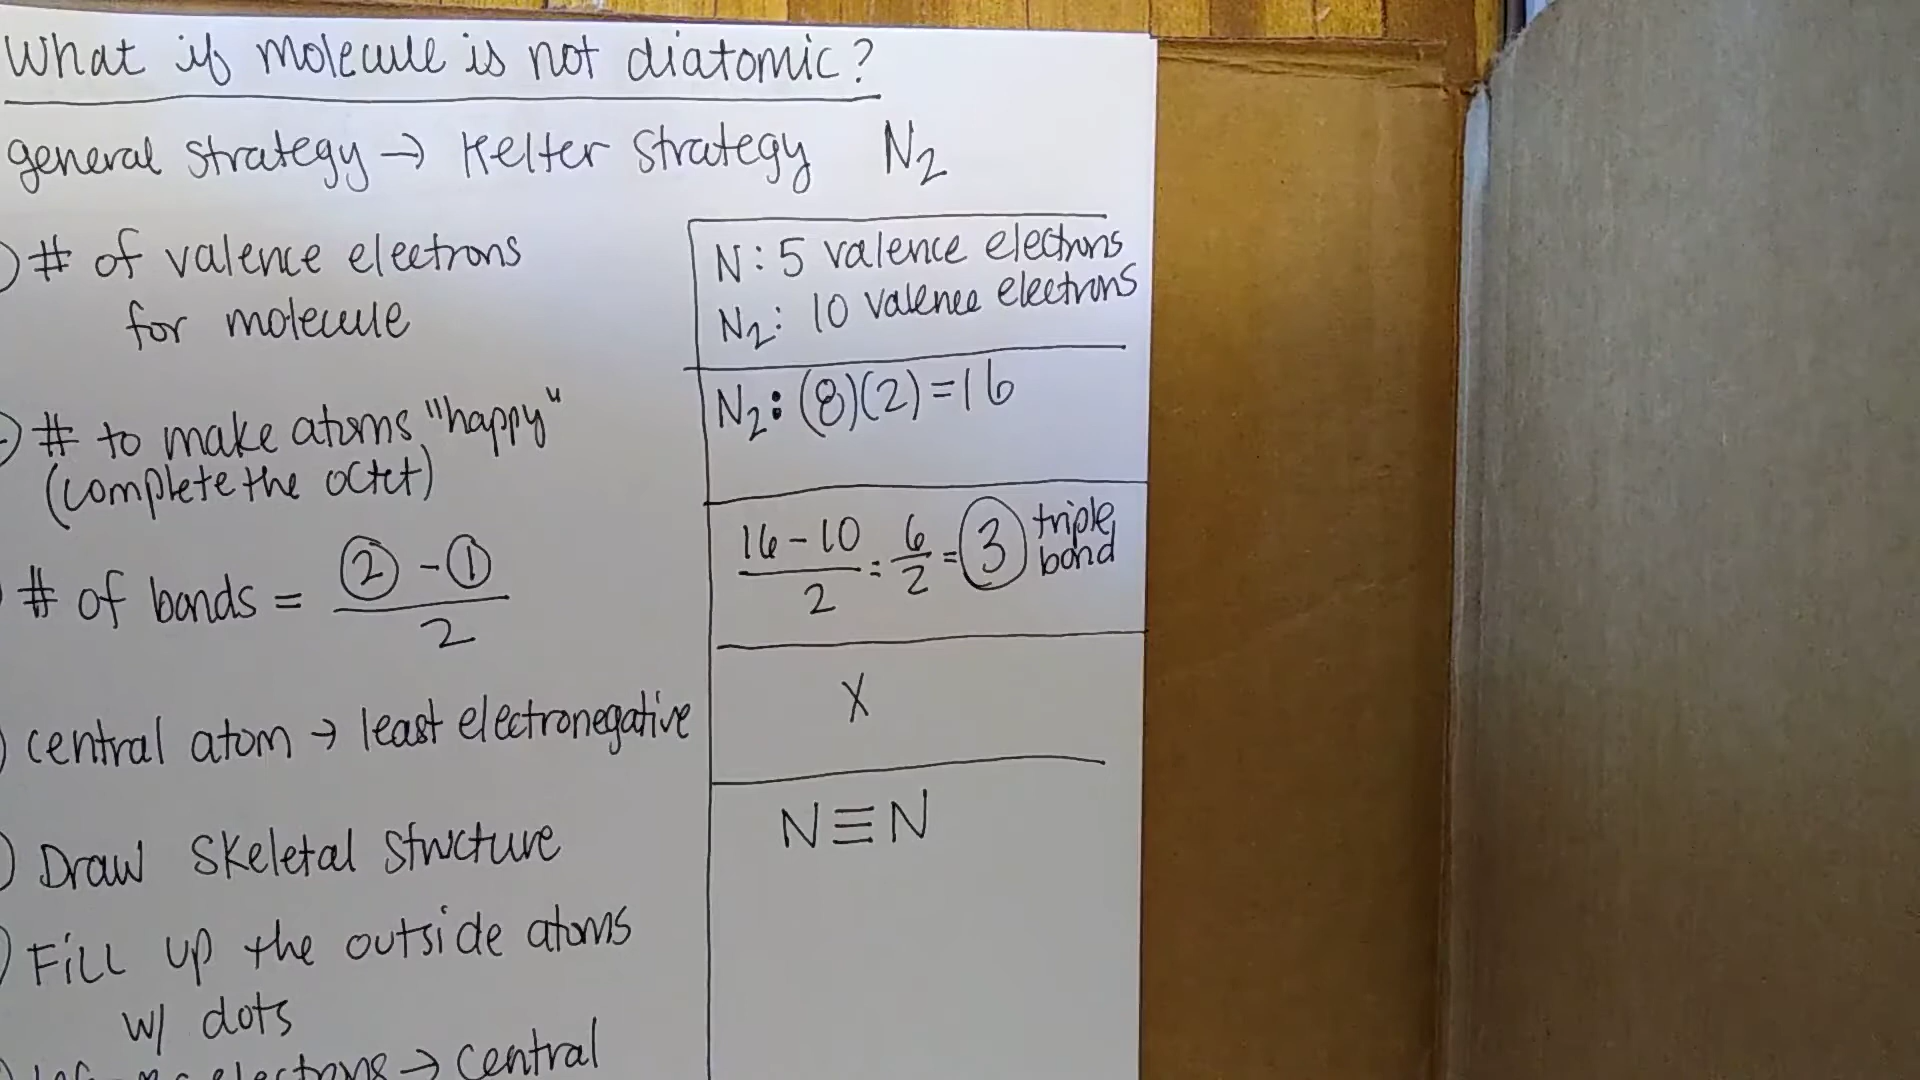 What if molecule is not diatomic?
general strategy → Kelter strategy N₂
# of valence electrons
for molecule
N: 5 valence electrons
N₂: 10 valence electrons
# to make atoms "happy"
(complete the octet)
N₂: (8)(2) = 16
# of bonds = (② - ①)/2
(16 - 10)/2 = 6/2 = ③ triple bond
central atom → least electronegative
X
Draw skeletal structure
N≡N
Fill up the outside atoms
w/ dots
electrons → central